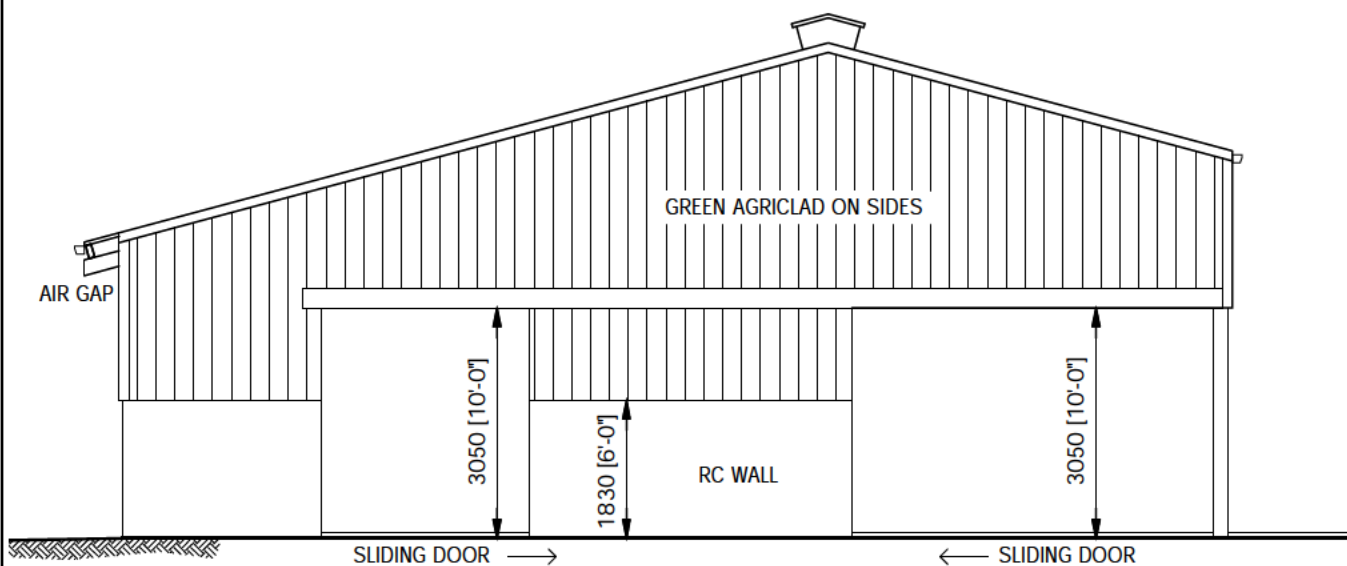 GREEN AGRICLAD ON SIDES
AIR GAP
3050 [10'-0"]
1830 [6'-0"]
RC WALL
3050 [10'-0"]
SLIDING DOOR
SLIDING DOOR